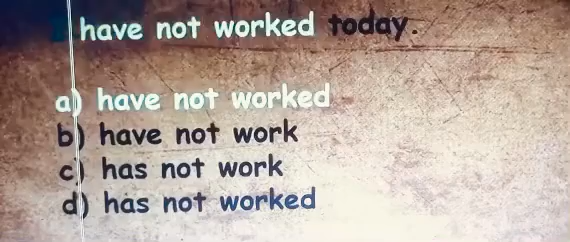 have not worked today.
a) have not worked
b) have not work
c) has not work
d) has not worked